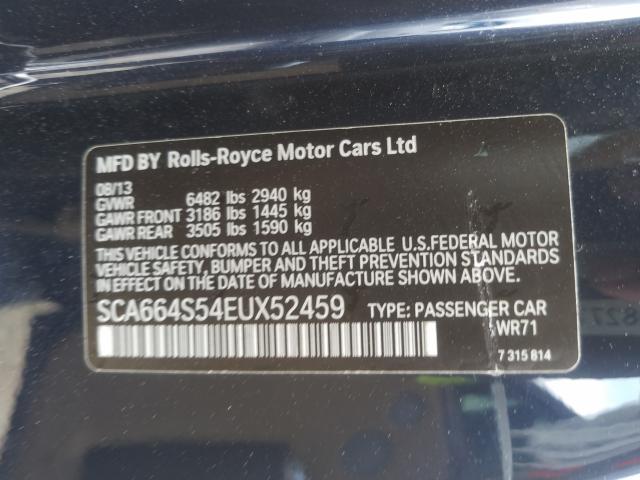 MFD BY Rolls-Royce Motor Cars Ltd
08/13
GVWR 6482 lbs 2940 kg
GAWR FRONT 3186 lbs 1445 kg
GAWR REAR 3505 lbs 1590 kg
THIS VEHICLE CONFORMS TO ALL APPLICABLE U.S.FEDERAL MOTOR
VEHICLE SAFETY, BUMPER AND THEFT PREVENTION STANDARDS
IN EFFECT ON THE DATE OF MANUFACTURE SHOWN ABOVE.
SCA664S54EUX52459 TYPE: PASSENGER CAR
WR71
7 315 814